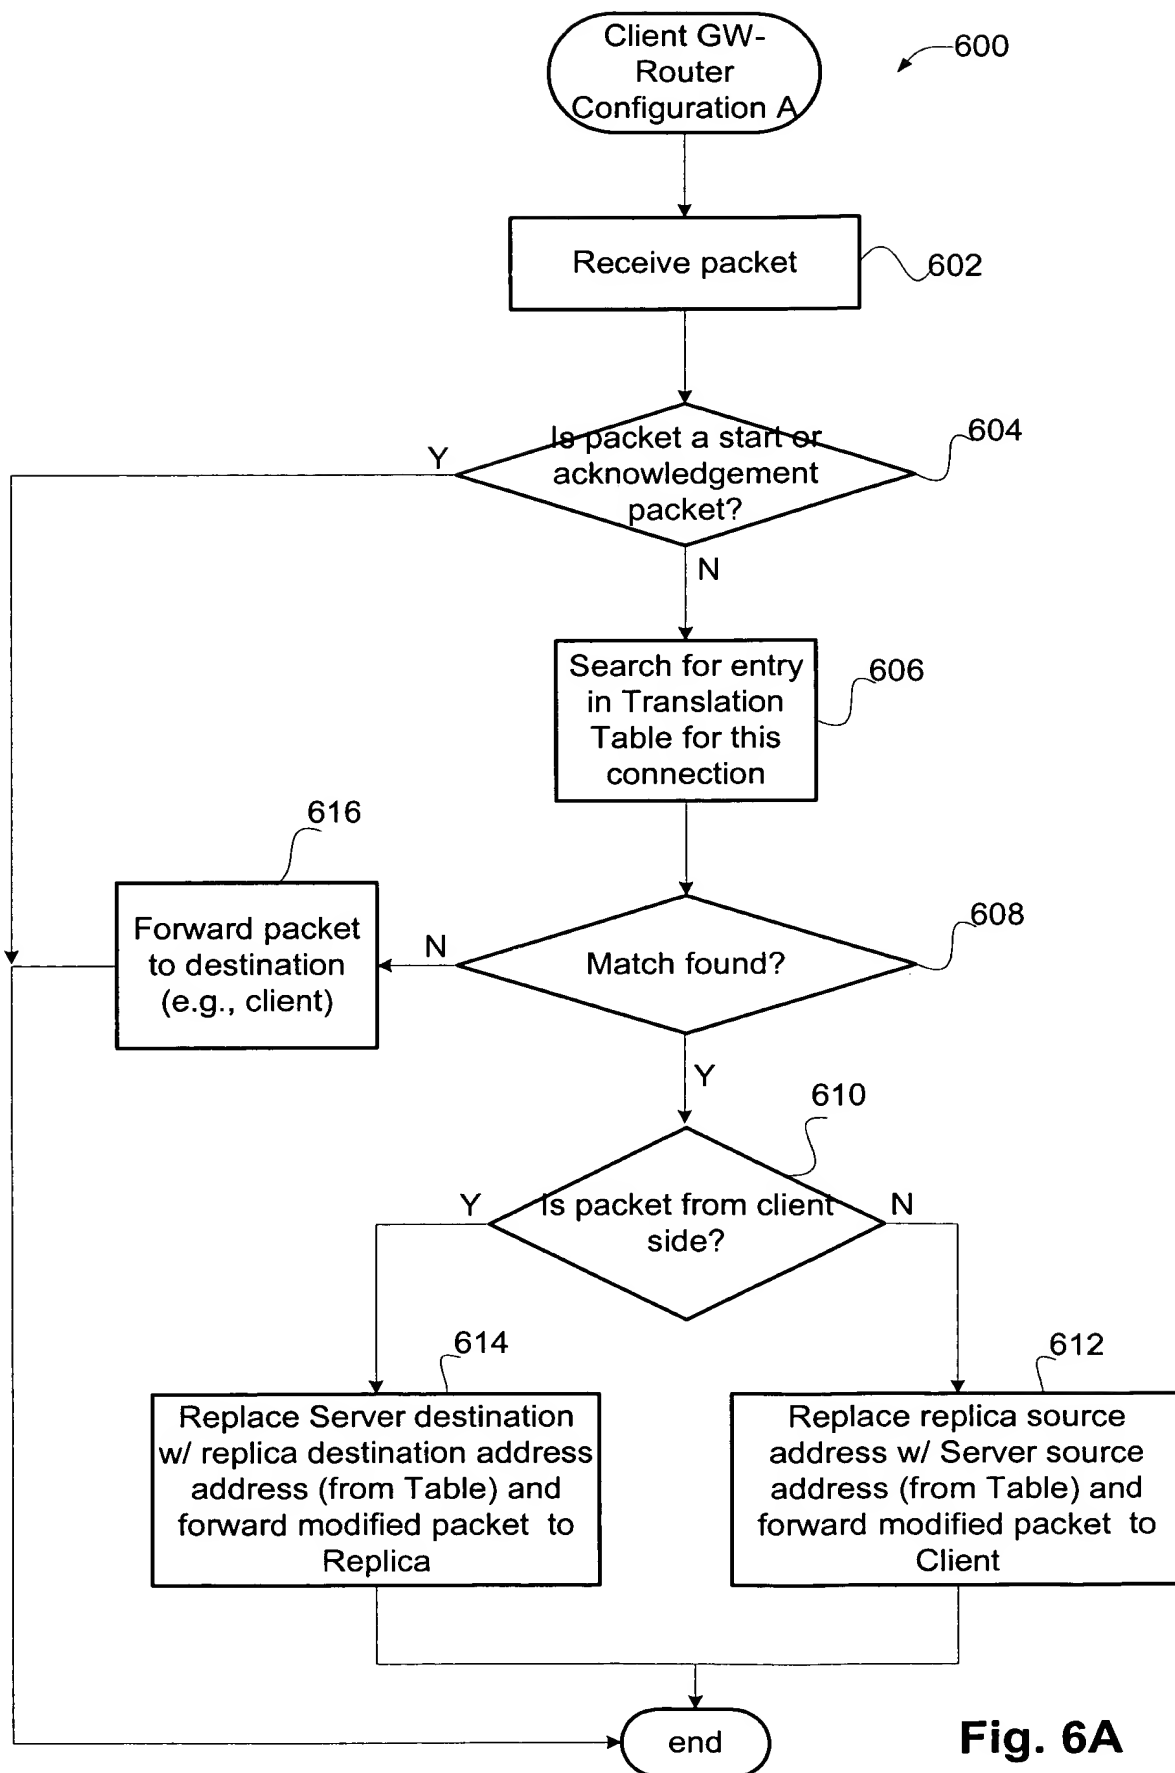 Client GW-
Router
Configuration A
600
Receive packet
602
Is packet a start or
acknowledgement
packet?
604
Y
N
Search for entry
in Translation
Table for this
connection
606
616
Forward packet
to destination
(e.g., client)
N
Match found?
608
Y
610
Is packet from client
side?
Y
N
614
612
Replace Server destination
w/ replica destination address
address (from Table) and
forward modified packet to
Replica
Replace replica source
address w/ Server source
address (from Table) and
forward modified packet to
Client
end
Fig. 6A